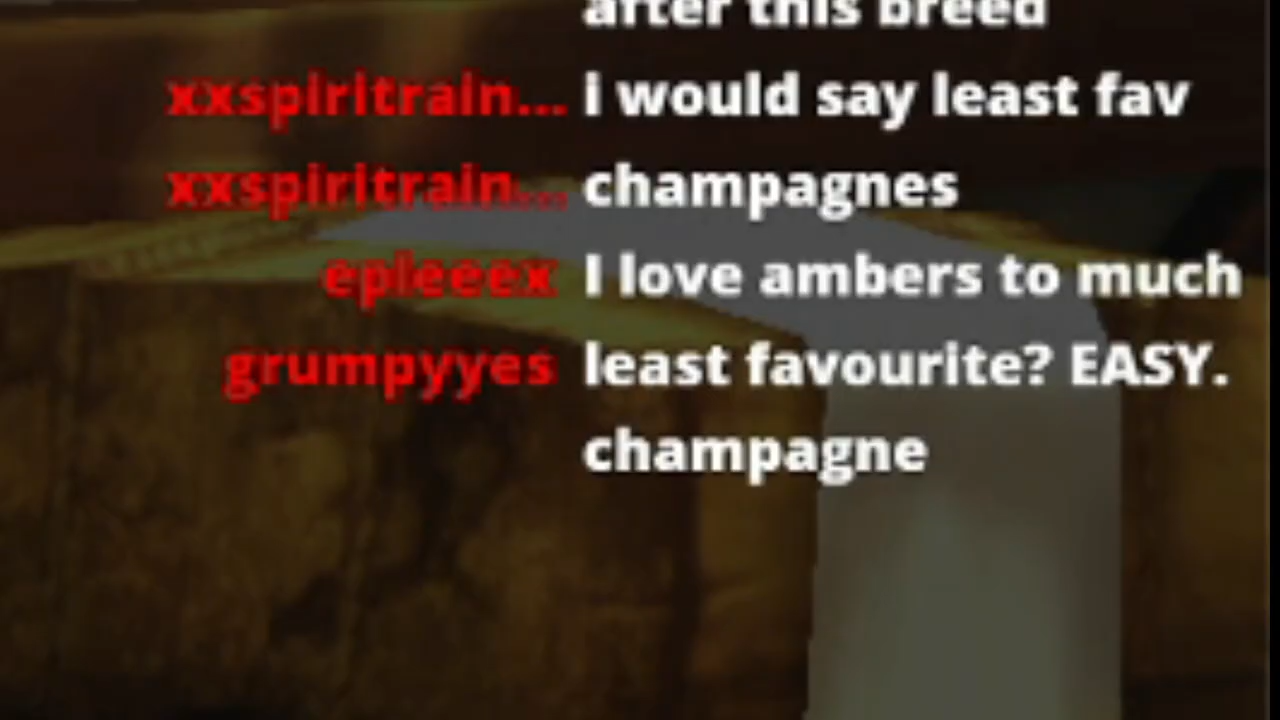 after this breed
xxspiritrain... i would say least fav
xxspiritrain... champagnes
epleeex I love ambers to much
grumpyyes least favourite? EASY.
champagne